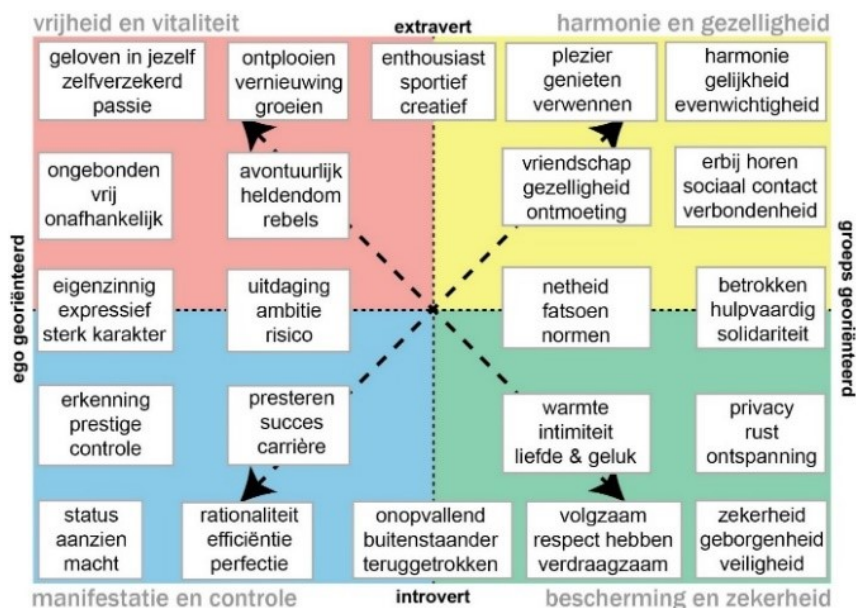 vrijheid en vitaliteit
extravert
harmonie en gezelligheid
geloven in jezelf
zelfverzekerd
passie
ontplooien
vernieuwing
groeien
enthousiast
sportief
creatief
plezier
genieten
verwennen
harmonie
gelijkheid
evenwichtigheid
ongebonden
vrij
onafhankelijk
avontuurlijk
heldendom
rebels
vriendschap
gezelligheid
ontmoeting
erbij horen
sociaal contact
verbondenheid
ego georiënteerd
groeps georiënteerd
eigenzinnig
expressief
sterk karakter
uitdaging
ambitie
risico
netheid
fatsoen
normen
betrokken
hulpvaardig
solidariteit
erkenning
prestige
controle
presteren
succes
carrière
warmte
intimiteit
liefde & geluk
privacy
rust
ontspanning
status
aanzien
macht
rationaliteit
efficiëntie
perfectie
onopvallend
buitenstaander
teruggetrokken
volgzaam
respect hebben
verdraagzaam
zekerheid
geborgenheid
veiligheid
manifestatie en controle
introvert
bescherming en zekerheid